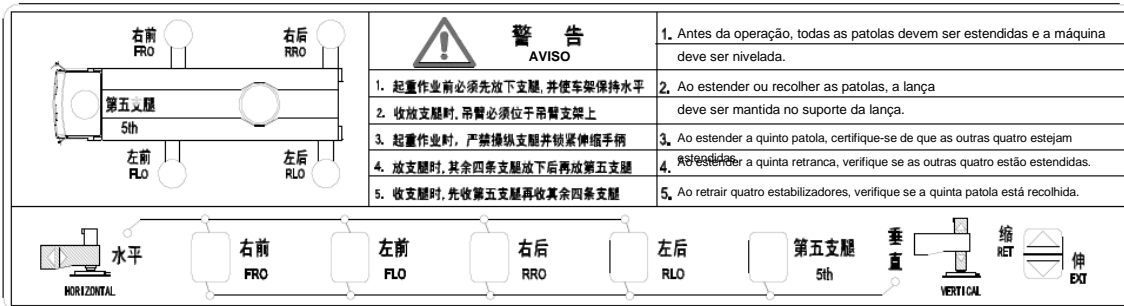 右前
FRO
右后
RRO
第五支腿
5th
左前
FLO
左后
RLO
警 告
AVISO
1. 起重作业前必须先放下支腿,并使车架保持水平
2. 收放支腿时,吊臂必须位于吊臂支架上
3. 起重作业时,严禁操纵支腿并锁紧伸缩手柄
4. 放支腿时,其余四条支腿放下后再放第五支腿
5. 收支腿时,先收第五支腿再收其余四条支腿
1. Antes da operação, todas as patolas devem ser estendidas e a máquina
deve ser nivelada.
2. Ao estender ou recolher as patolas, a lança
deve ser mantida no suporte da lança.
3. Ao estender a quinto patola, certifique-se de que as outras quatro estejam
estendidas.
4. Ao estender a quinta retranca, verifique se as outras quatro estão estendidas.
5. Ao retrair quatro estabilizadores, verifique se a quinta patola está recolhida.
水平
HORIZONTAL
右前
FRO
左前
FLO
右后
RRO
左后
RLO
第五支腿
5th
垂直
VERTICAL
缩
RET
伸
EXT